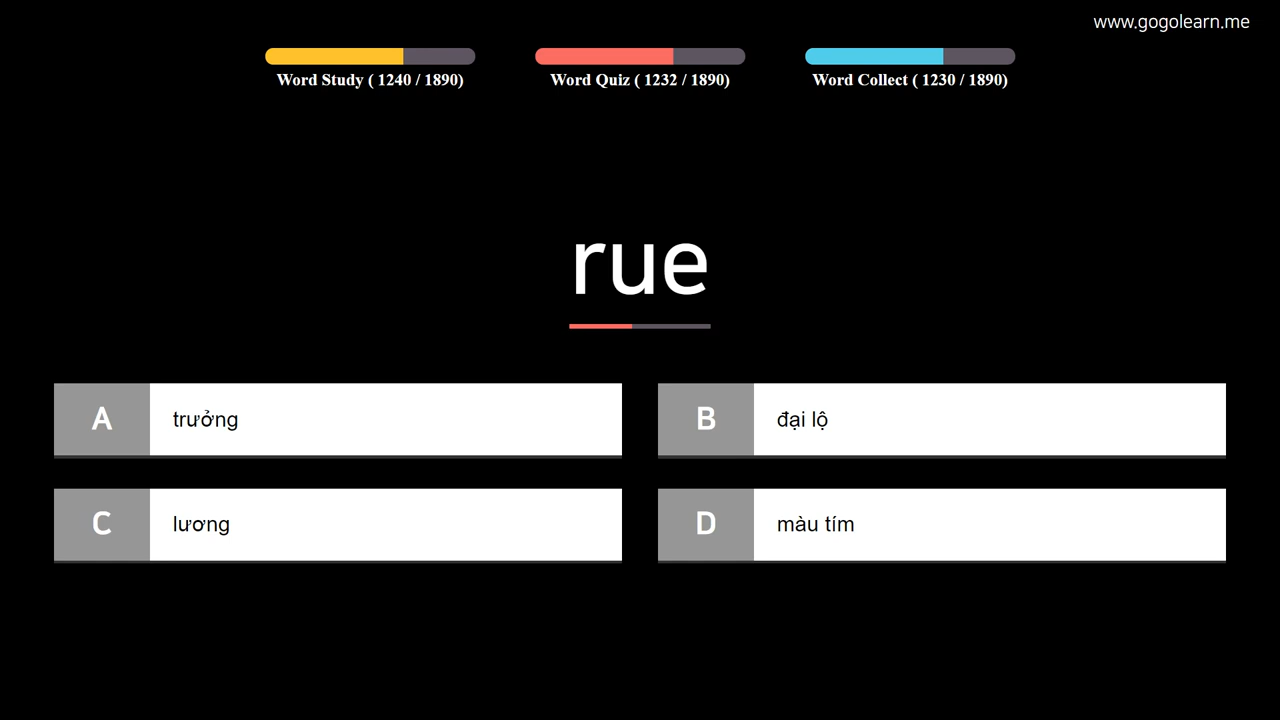 www.gogolearn.me
Word Study ( 1240 / 1890)
Word Quiz ( 1232 / 1890)
Word Collect ( 1230 / 1890)
rue
A trưởng
B đại lộ
C lương
D màu tím